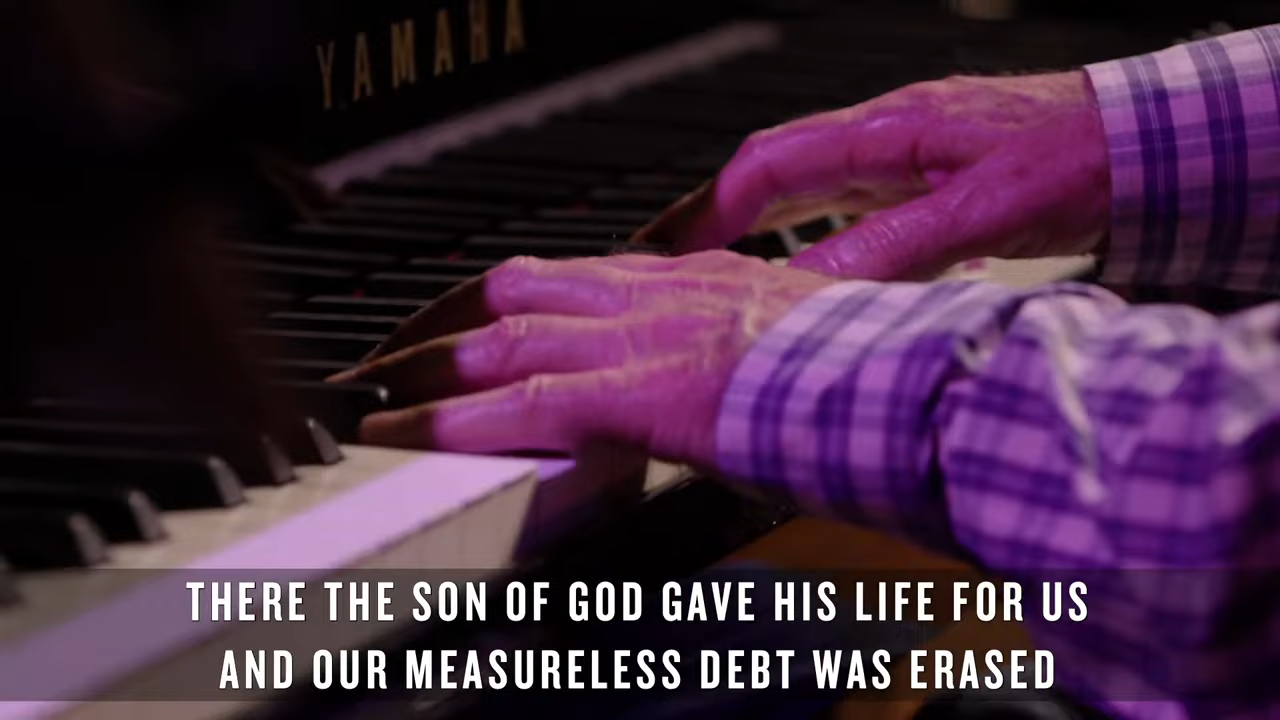 YAMAHA
THERE THE SON OF GOD GAVE HIS LIFE FOR US
AND OUR MEASURELESS DEBT WAS ERASED